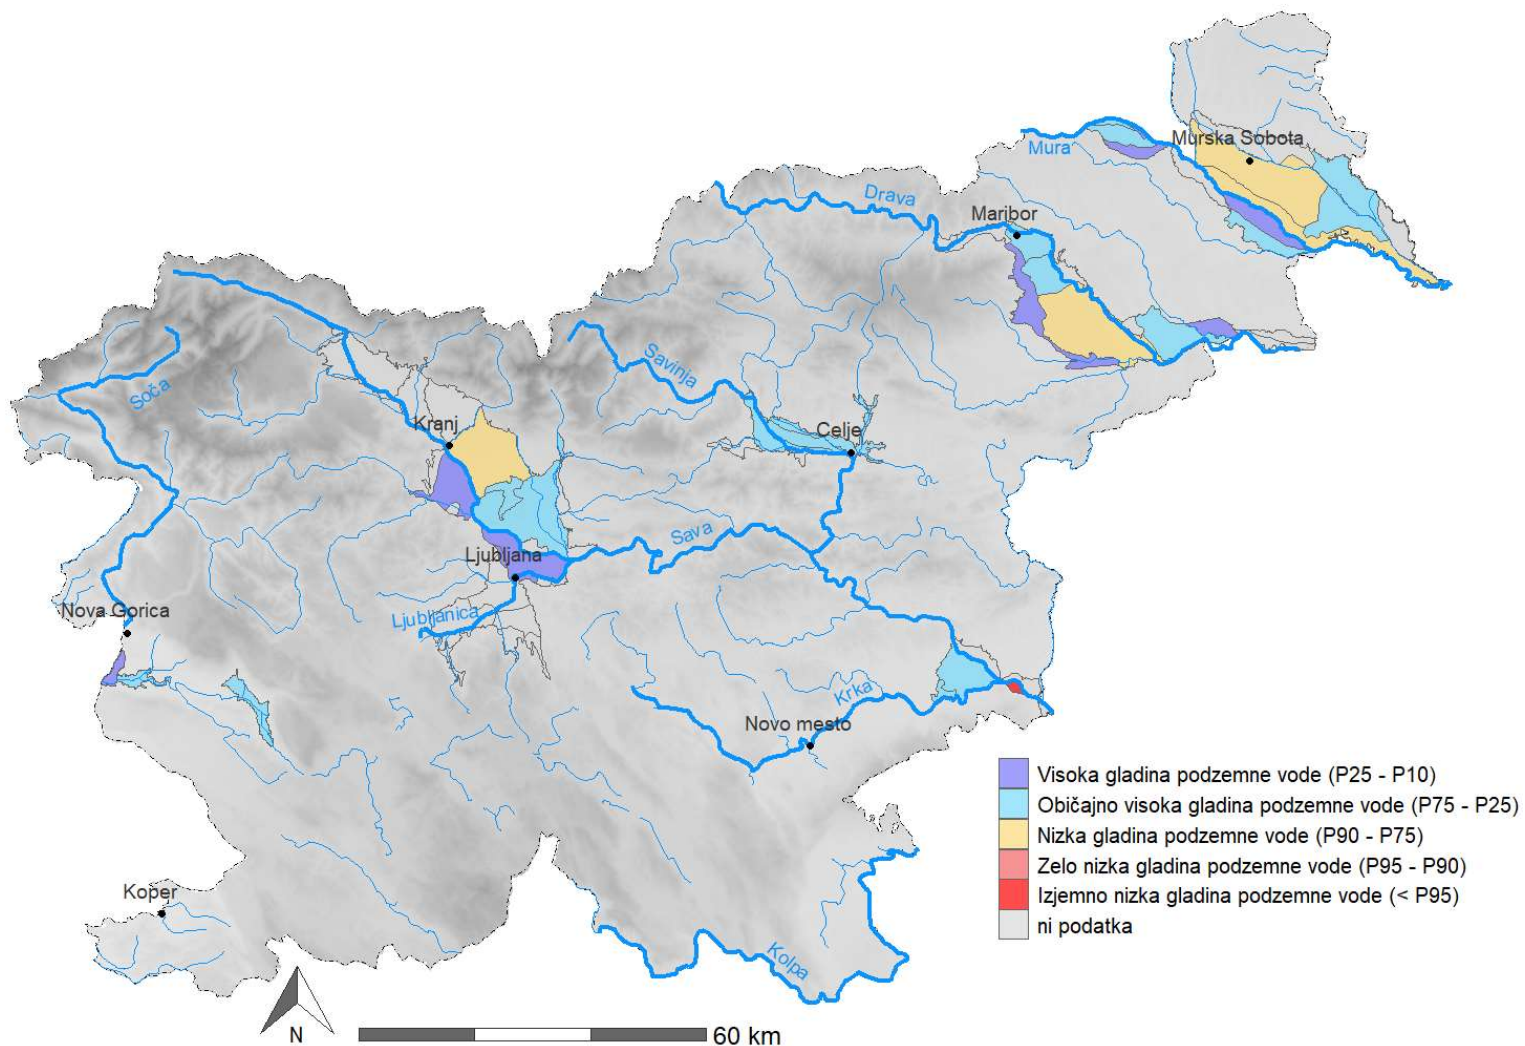 Mura
Murska Sobota
Drava
Maribor
Soča
Savinja
Kranj
Celje
Sava
Ljubljana
Nova Gorica
Ljubljanica
Krka
Novo mesto
Visoka gladina podzemne vode (P25 - P10)
Običajno visoka gladina podzemne vode (P75 - P25)
Nizka gladina podzemne vode (P90 - P75)
Zelo nizka gladina podzemne vode (P95 - P90)
Izjemno nizka gladina podzemne vode (< P95)
ni podatka
Koper
Kolpa
N
60 km